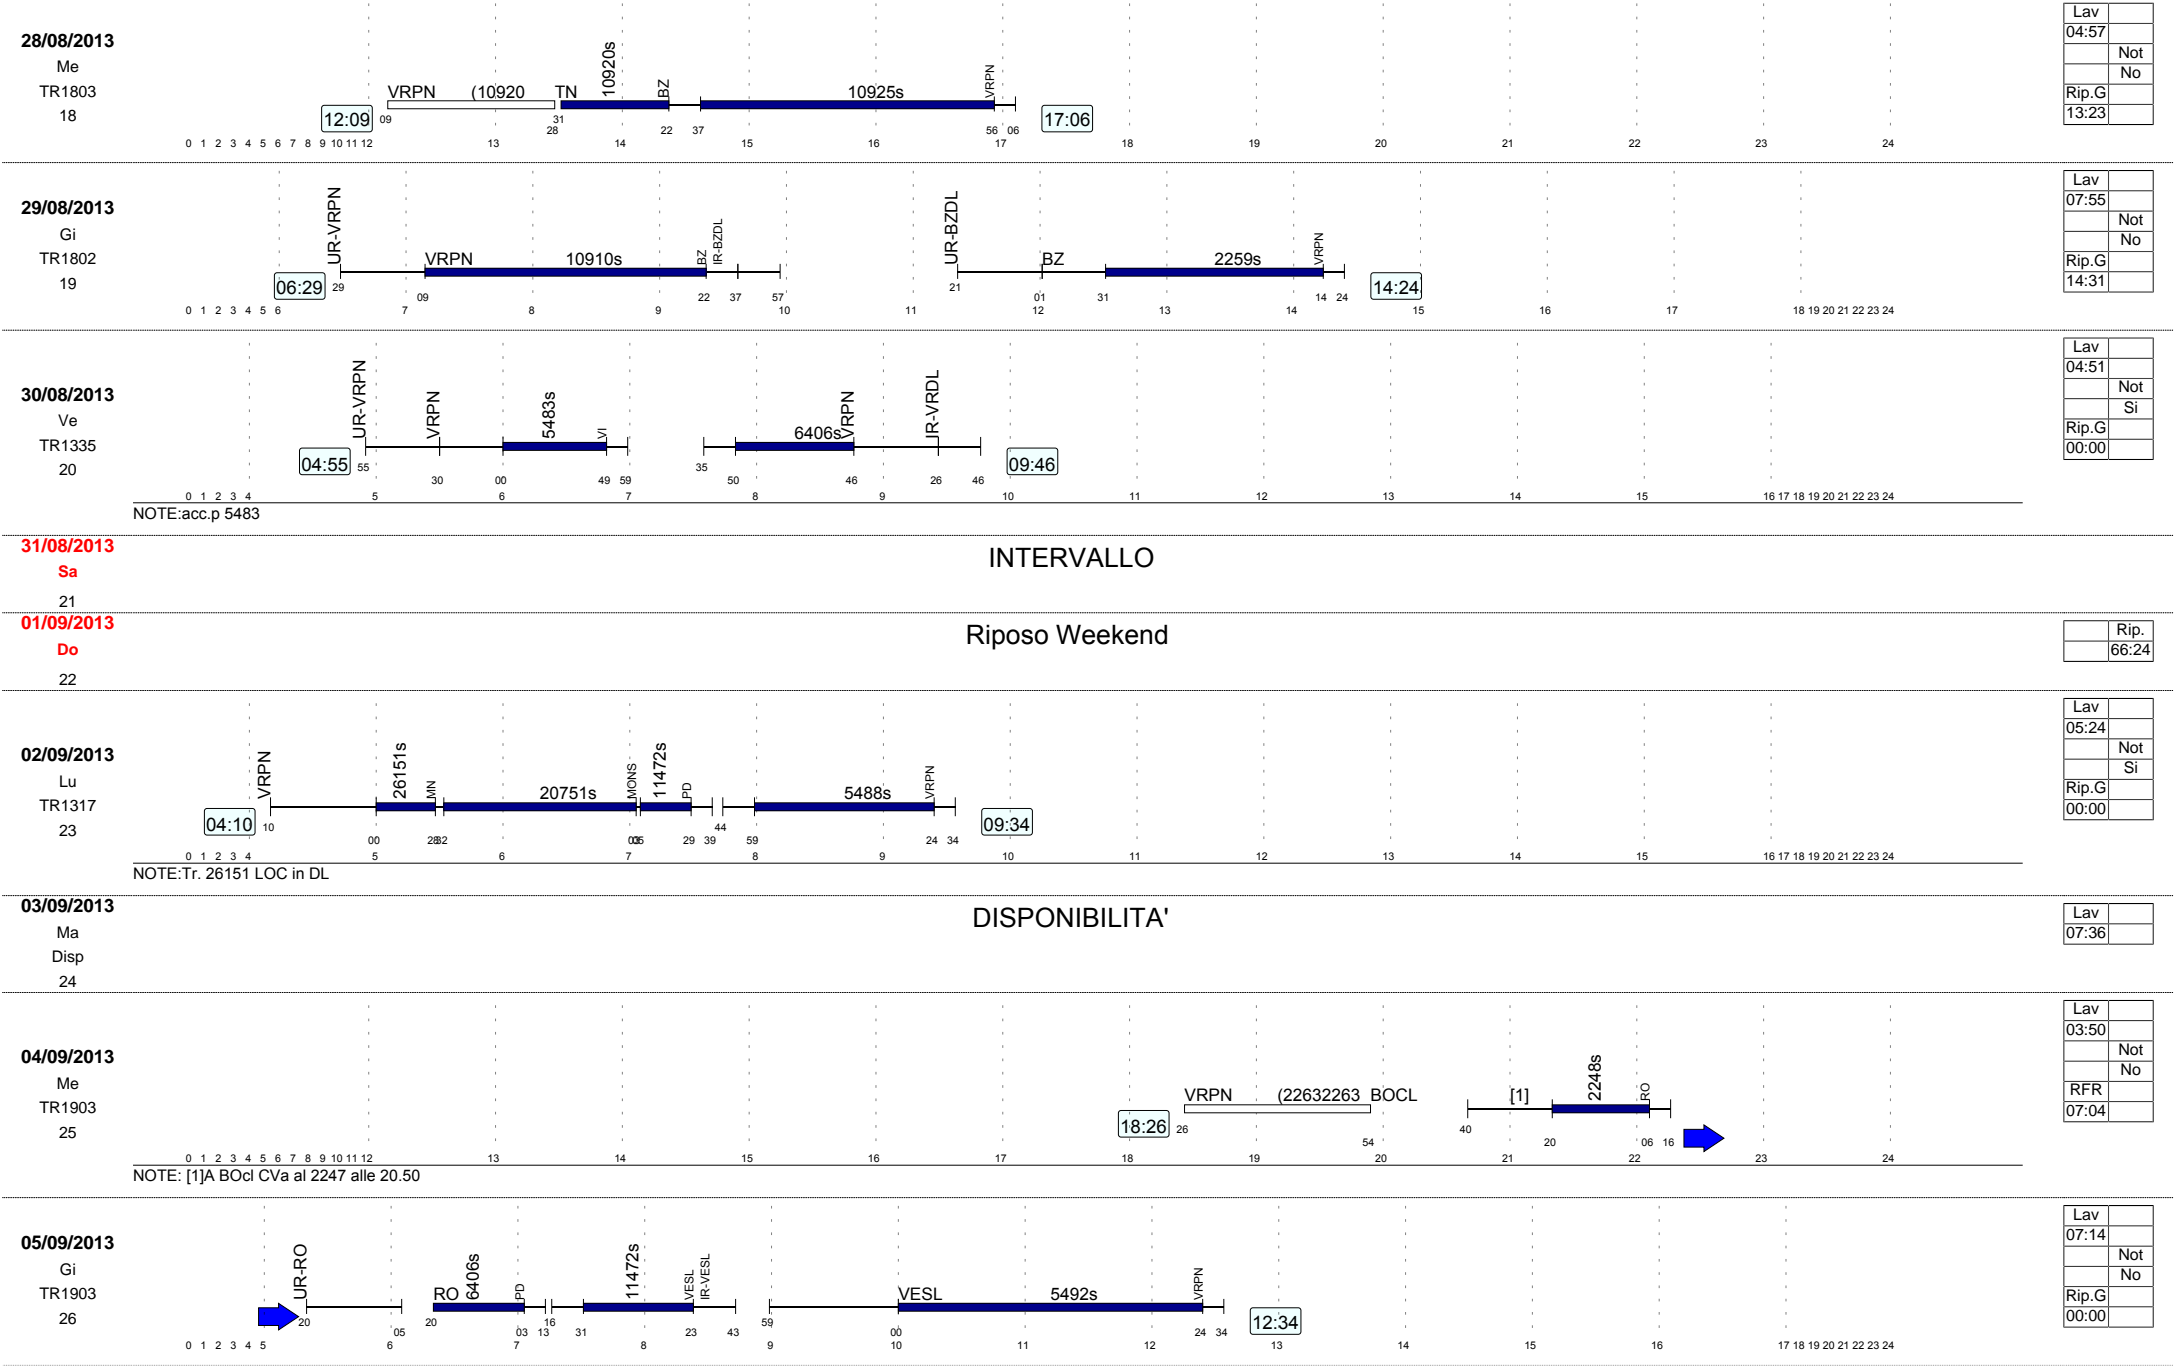 28/08/2013
Me
TR1803
18
12:09
VRPN (10920 TN 10920s BZ 10925s VRPN
09 28 31 22 37 56 06
17:06
0 1 2 3 4 5 6 7 8 9 10 11 12 13 14 15 16 17 18 19 20 21 22 23 24
Lav
04:57
Not
No
Rip.G
13:23
29/08/2013
Gi
TR1802
19
06:29
UR-VRPN VRPN 10910s BZ IR-BZDL UR-BZDL BZ 2259s VRPN
29 09 22 37 57 21 01 31 14 24
14:24
0 1 2 3 4 5 6 7 8 9 10 11 12 13 14 15 16 17 18 19 20 21 22 23 24
Lav
07:55
Not
No
Rip.G
14:31
30/08/2013
Ve
TR1335
20
04:55
UR-VRPN VRPN 5483s VI 6406s VRPN IR-VRDL
55 30 00 49 59 35 50 46 26 46
09:46
0 1 2 3 4 5 6 7 8 9 10 11 12 13 14 15 16 17 18 19 20 21 22 23 24
NOTE:acc.p 5483
Lav
04:51
Not
Si
Rip.G
00:00
31/08/2013
Sa
21
INTERVALLO
01/09/2013
Do
22
Riposo Weekend
Rip.
66:24
02/09/2013
Lu
TR1317
23
04:10
VRPN 26151s MN 20751s MONS 11472s PD 5488s VRPN
10 00 28 32 03 05 29 39 44 59 24 34
09:34
0 1 2 3 4 5 6 7 8 9 10 11 12 13 14 15 16 17 18 19 20 21 22 23 24
NOTE:Tr. 26151 LOC in DL
Lav
05:24
Not
Si
Rip.G
00:00
03/09/2013
Ma
Disp
24
DISPONIBILITA'
Lav
07:36
04/09/2013
Me
TR1903
25
18:26
VRPN (22632263 BOCL [1] 2248s RO
26 54 40 20 06 16
0 1 2 3 4 5 6 7 8 9 10 11 12 13 14 15 16 17 18 19 20 21 22 23 24
NOTE: [1]A BOcl CVa al 2247 alle 20.50
Lav
03:50
Not
No
RFR
07:04
05/09/2013
Gi
TR1903
26
UR-RO RO 6406s PD 11472s VESL IR-VESL VESL 5492s VRPN
20 05 20 03 13 16 31 23 43 59 00 24 34
12:34
0 1 2 3 4 5 6 7 8 9 10 11 12 13 14 15 16 17 18 19 20 21 22 23 24
Lav
07:14
Not
No
Rip.G
00:00